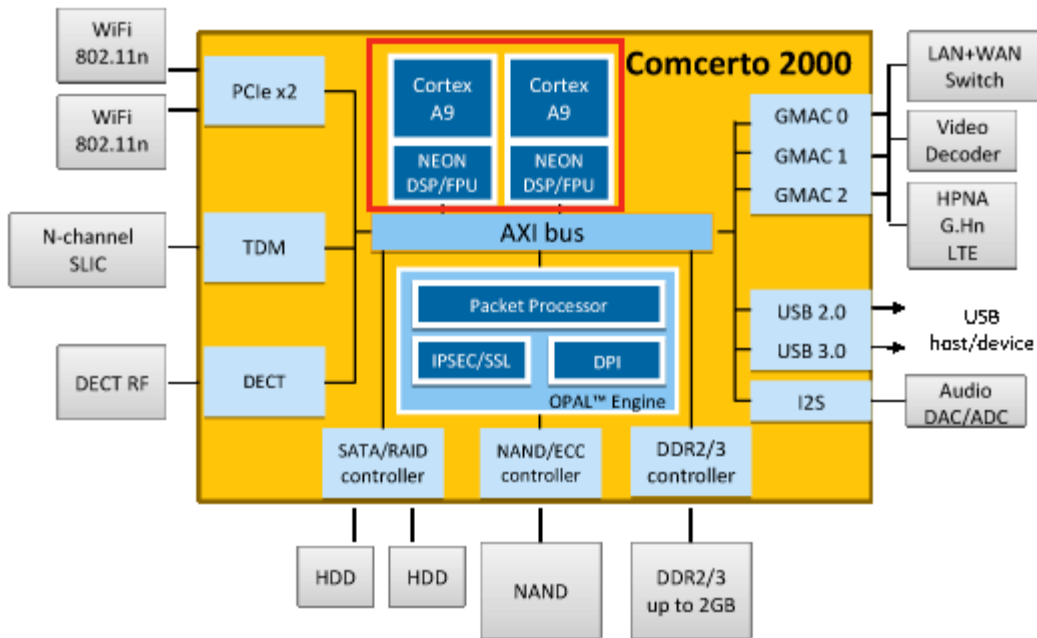 WiFi
802.11n
WiFi
802.11n
PCIe x2
Cortex
A9
Cortex
A9
NEON
DSP/FPU
NEON
DSP/FPU
Comcerto 2000
GMAC 0
GMAC 1
GMAC 2
LAN+WAN
Switch
Video
Decoder
HPNA
G.Hn
LTE
N-channel
SLIC
TDM
AXI bus
Packet Processor
IPSEC/SSL
DPI
OPAL™ Engine
USB 2.0
USB 3.0
USB
host/device
DECT RF
DECT
I2S
Audio
DAC/ADC
SATA/RAID
controller
NAND/ECC
controller
DDR2/3
controller
HDD
HDD
NAND
DDR2/3
up to 2GB